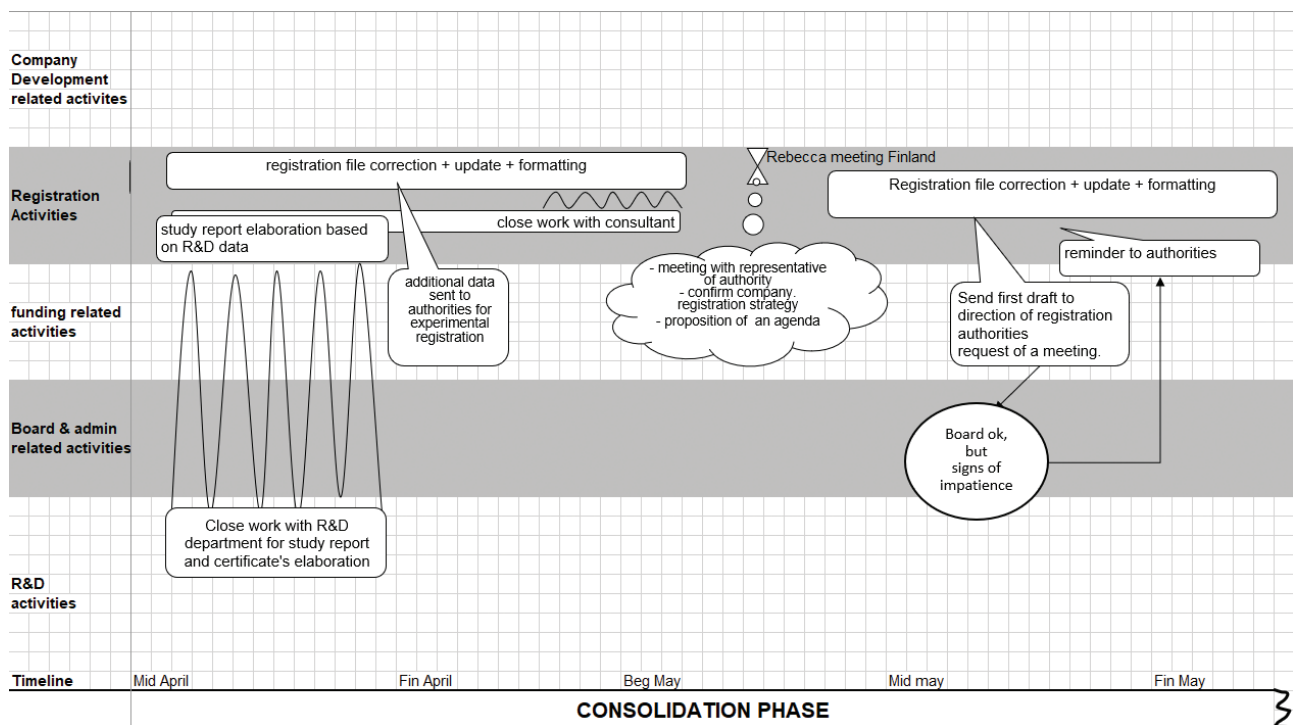 Company
Development
related activites
registration file correction + update + formatting
Rebecca meeting Finland
Registration file correction + update + formatting
Registration
Activities
close work with consultant
study report elaboration based
on R&D data
reminder to authorities
additional data
sent to
authorities for
experimental
registration
- meeting with representative
of authority
- confirm company.
registration strategy
- proposition of an agenda
Send first draft to
direction of registration
authorities
request of a meeting.
funding related
activities
Board & admin
related activities
Board ok,
but
signs of
impatience
Close work with R&D
department for study report
and certificate's elaboration
R&D
activities
Timeline
Mid April
Fin April
Beg May
Mid may
Fin May
CONSOLIDATION PHASE